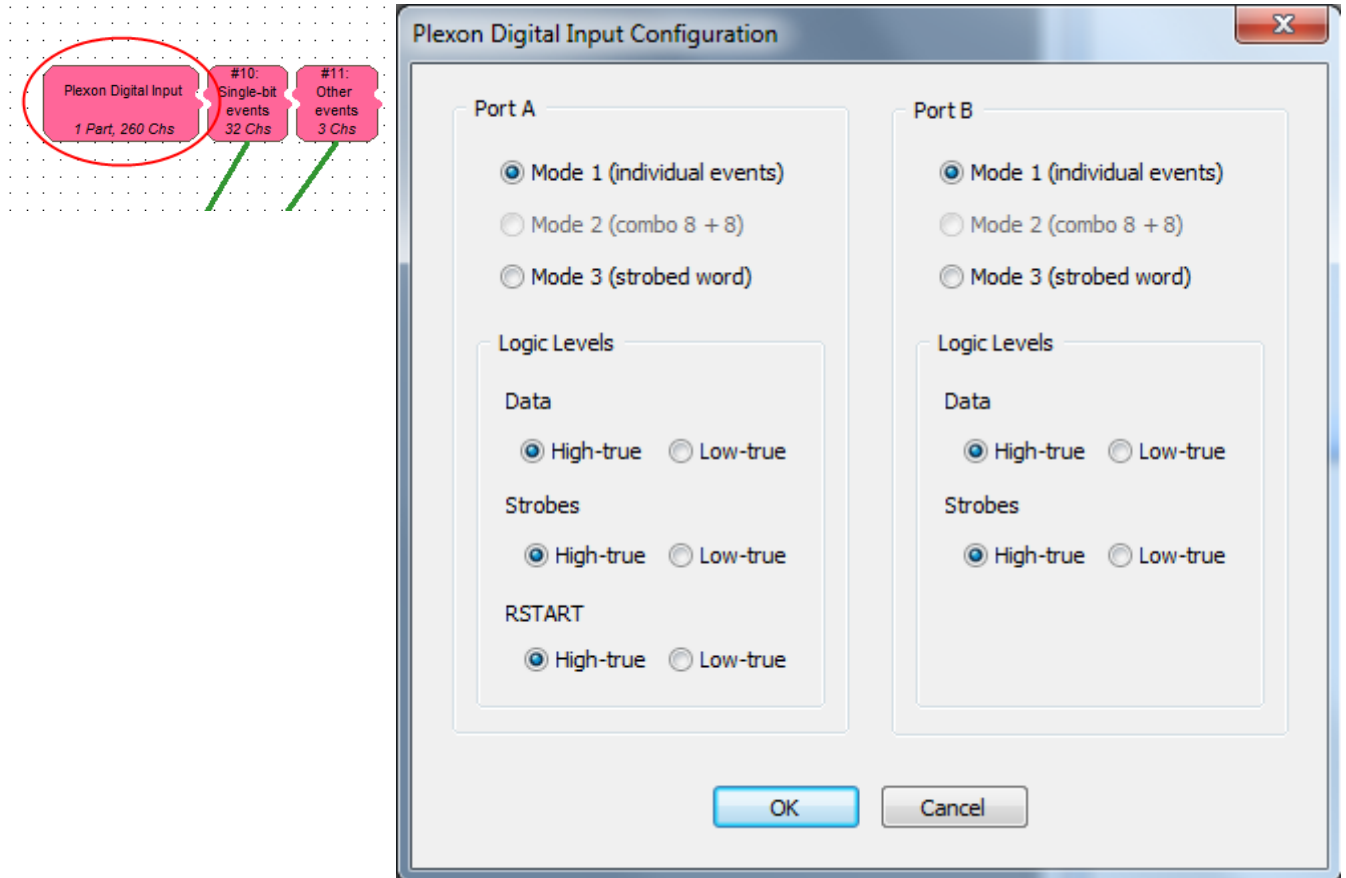 Plexon Digital Input
1 Part, 260 Chs
#10:
Single-bit
events
32 Chs
#11:
Other
events
3 Chs
Plexon Digital Input Configuration
Port A
Mode 1 (individual events)
Mode 2 (combo 8 + 8)
Mode 3 (strobed word)
Logic Levels
Data
High-true Low-true
Strobes
High-true Low-true
RSTART
High-true Low-true
Port B
Mode 1 (individual events)
Mode 2 (combo 8 + 8)
Mode 3 (strobed word)
Logic Levels
Data
High-true Low-true
Strobes
High-true Low-true
OK Cancel